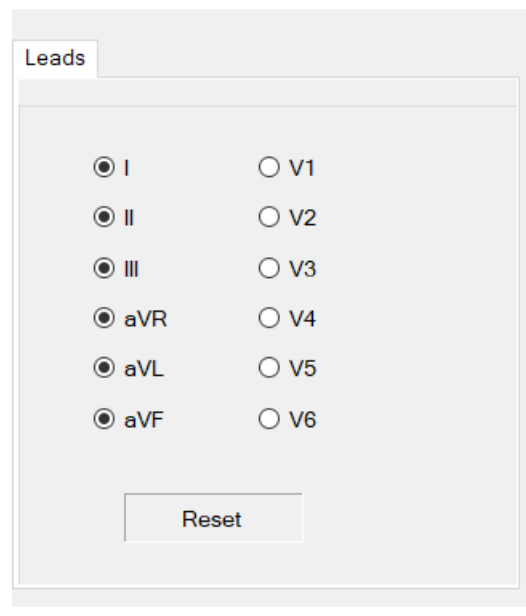 Leads
I V1
II V2
III V3
aVR V4
aVL V5
aVF V6
Reset